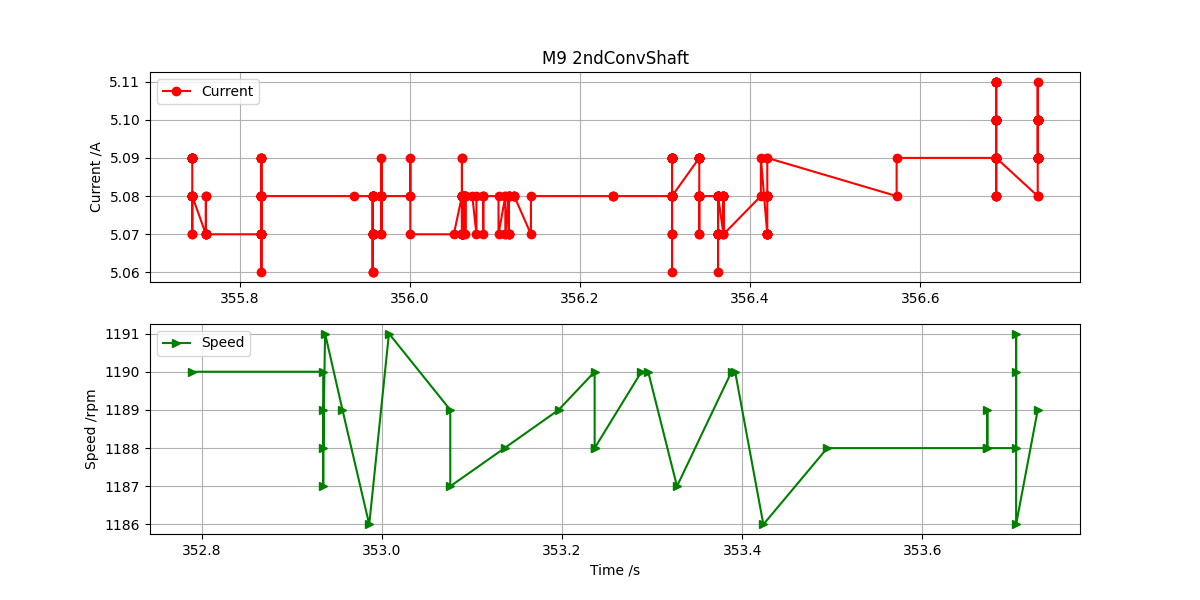 M9 2ndConvShaft
Current /A
5.11
5.10
5.09
5.08
5.07
5.06
Current
355.8 356.0 356.2 356.4 356.6
Speed /rpm
1191
1190
1189
1188
1187
1186
Speed
352.8 353.0 353.2 353.4 353.6
Time /s